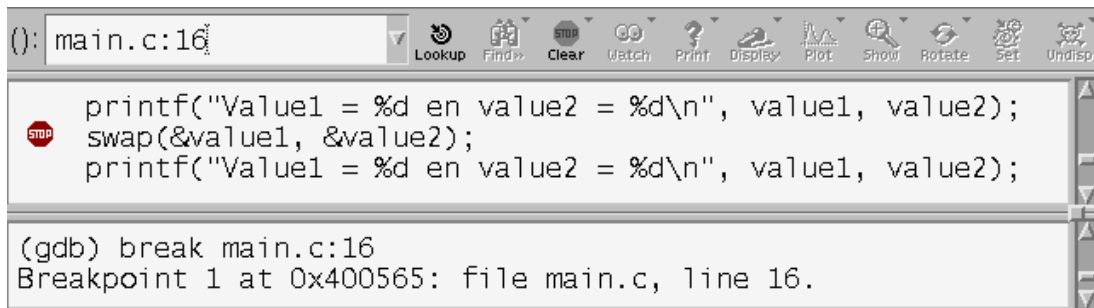 (): main.c:16
Lookup Find» STOP Clear Watch Print Display Plot Show Rotate Set Undisp
printf("Value1 = %d en value2 = %d\n", value1, value2);
STOP swap(&value1, &value2);
printf("Value1 = %d en value2 = %d\n", value1, value2);
(gdb) break main.c:16
Breakpoint 1 at 0x400565: file main.c, line 16.